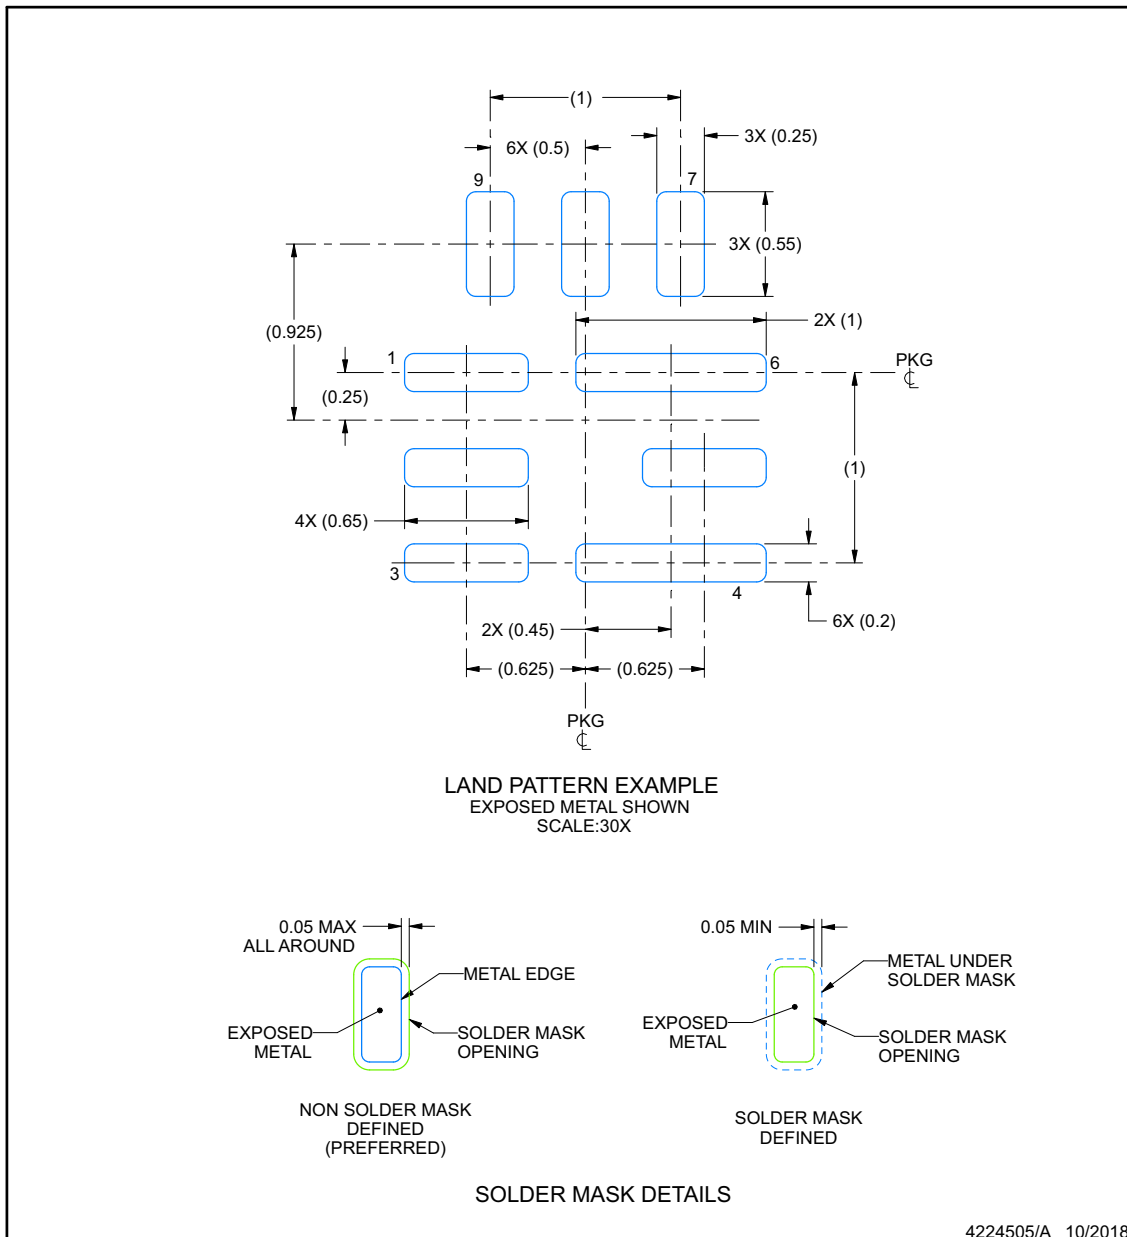 (1)
6X (0.5)
3X (0.25)
9
7
3X (0.55)
(0.925)
2X (1)
1
6
PKG
℄
(0.25)
(1)
4X (0.65)
3
4
6X (0.2)
2X (0.45)
(0.625)
(0.625)
PKG
℄
LAND PATTERN EXAMPLE
EXPOSED METAL SHOWN
SCALE:30X
0.05 MAX
ALL AROUND
METAL EDGE
EXPOSED
METAL
SOLDER MASK
OPENING
NON SOLDER MASK
DEFINED
(PREFERRED)
0.05 MIN
METAL UNDER
SOLDER MASK
EXPOSED
METAL
SOLDER MASK
OPENING
SOLDER MASK
DEFINED
SOLDER MASK DETAILS
4224505/A 10/2018